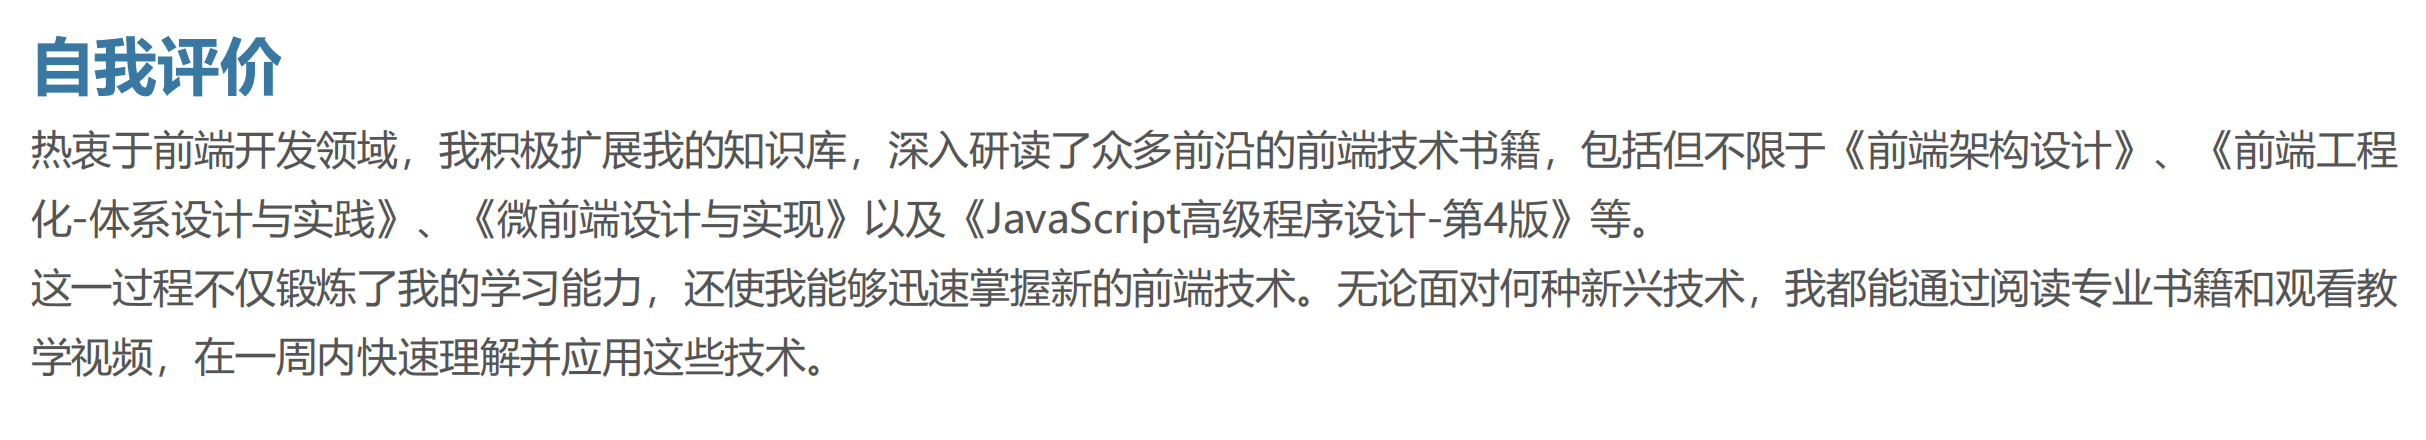 自我评价
热衷于前端开发领域，我积极扩展我的知识库，深入研读了众多前沿的前端技术书籍，包括但不限于《前端架构设计》、《前端工程
化-体系设计与实践》、《微前端设计与实现》以及《JavaScript高级程序设计-第4版》等。
这一过程不仅锻炼了我的学习能力，还使我能够迅速掌握新的前端技术。无论面对何种新兴技术，我都能通过阅读专业书籍和观看教
学视频，在一周内快速理解并应用这些技术。